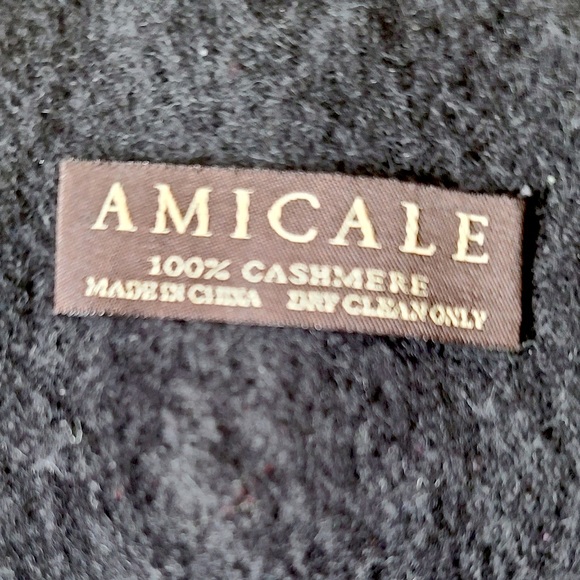 AMICALE
100% CASHMERE
MADE IN CHINA DRY CLEAN ONLY